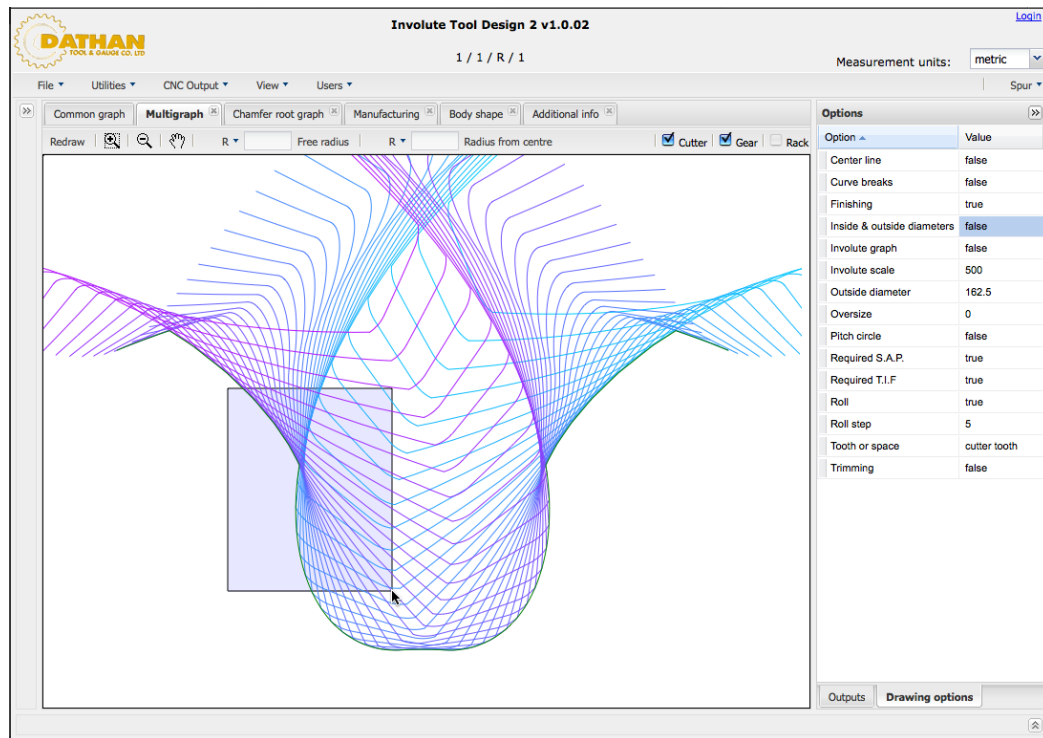 Involute Tool Design 2 v1.0.02
Login
DATHAN
TOOL & GAUGE CO. LTD
1 / 1 / R / 1
Measurement units: metric
File Utilities CNC Output View Users Spur
Common graph Multigraph Chamfer root graph Manufacturing Body shape Additional info
Redraw R Free radius R Radius from centre Cutter Gear Rack
Options
Option Value
Center line false
Curve breaks false
Finishing true
Inside & outside diameters false
Involute graph false
Involute scale 500
Outside diameter 162.5
Oversize 0
Pitch circle false
Required S.A.P. true
Required T.I.F true
Roll true
Roll step 5
Tooth or space cutter tooth
Trimming false
Outputs Drawing options